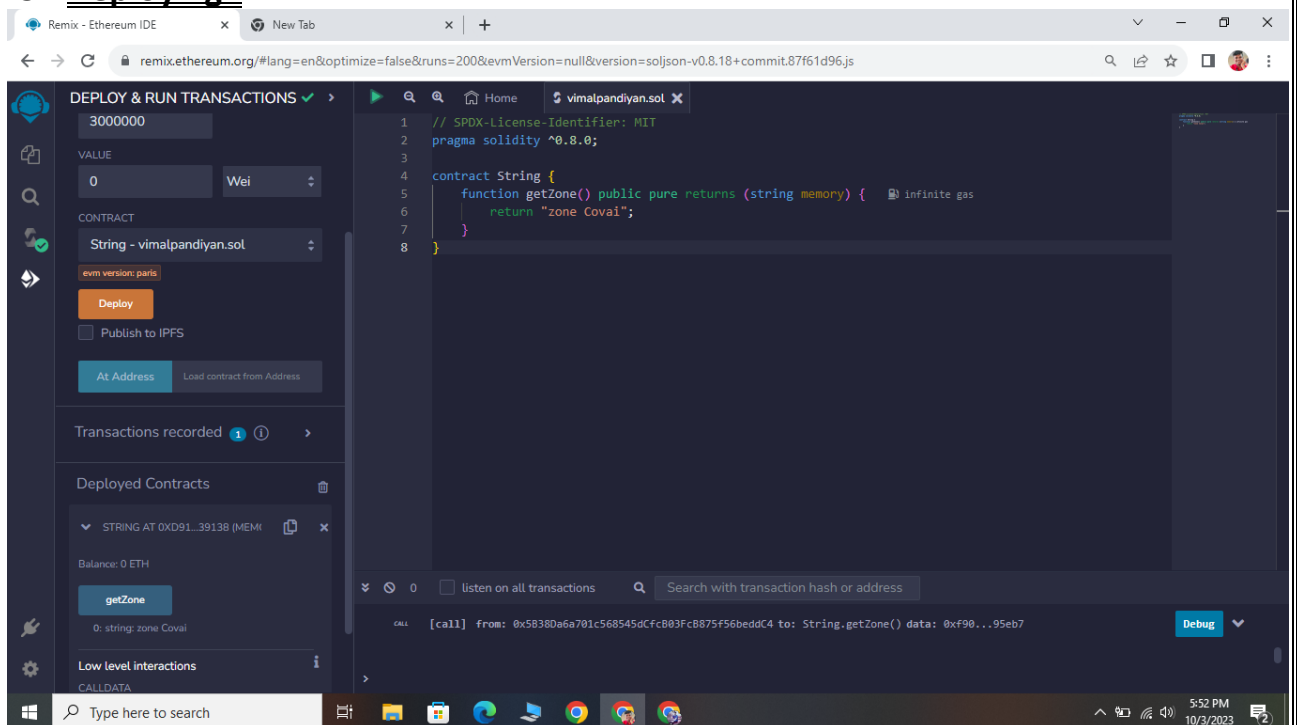 Remix - Ethereum IDE
New Tab
remix.ethereum.org/#lang=en&optimize=false&runs=200&evmVersion=null&version=soljson-v0.8.18+commit.87f61d96.js
DEPLOY & RUN TRANSACTIONS
3000000
VALUE
0 Wei
CONTRACT
String - vimalpandiyan.sol
evm version: paris
Deploy
Publish to IPFS
At Address Load contract from Address
Transactions recorded 1 i
Deployed Contracts
STRING AT 0XD91...39138 (MEM
Balance: 0 ETH
getZone
0: string: zone Covai
Low level interactions i
CALLDATA
Home vimalpandiyan.sol
1 // SPDX-License-Identifier: MIT
2 pragma solidity ^0.8.0;
3
4 contract String {
5 function getZone() public pure returns (string memory) { infinite gas
6 return "zone Covai";
7 }
8 }
0 listen on all transactions Search with transaction hash or address
CALL [call] from: 0x5B38Da6a701c568545dCfcB03FcB875f56beddC4 to: String.getZone() data: 0xf90...95eb7 Debug
>
Type here to search
5:52 PM
10/3/2023
2